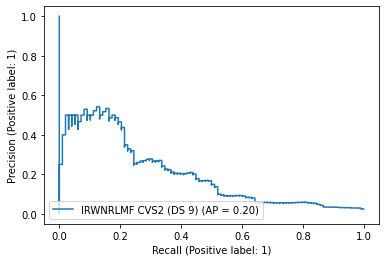 1.0
0.8
0.6
0.4
0.2
0.0
Precision (Positive label: 1)
IRWNRLMF CVS2 (DS 9) (AP = 0.20)
0.0 0.2 0.4 0.6 0.8 1.0
Recall (Positive label: 1)